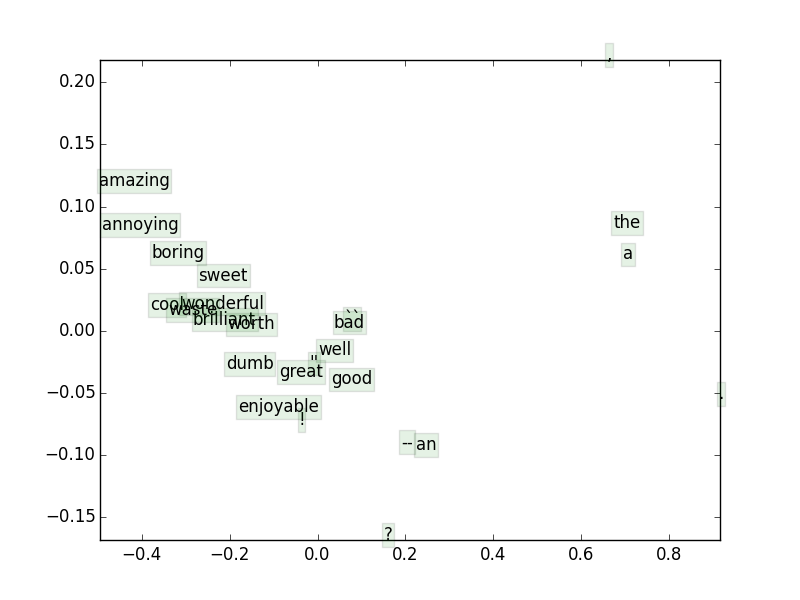 ,
0.20
0.15
amazing
0.10
annoying
the
boring
a
0.05
sweet
cool
wonderful
waste
``
brilliant
worth
bad
0.00
well
"
dumb
great
good
−0.05
.
enjoyable
!
--
an
−0.10
−0.15
?
−0.4
−0.2
0.0
0.2
0.4
0.6
0.8